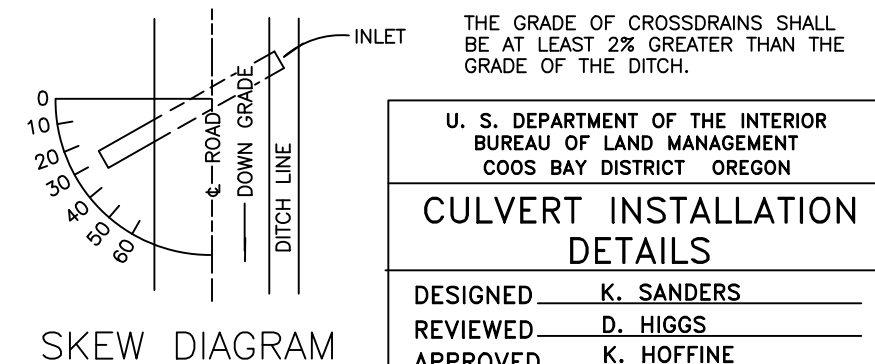 INLET
0
10
20
30
40
50
60
℄ ROAD
DOWN GRADE
DITCH LINE
SKEW DIAGRAM
THE GRADE OF CROSSDRAINS SHALL
BE AT LEAST 2% GREATER THAN THE
GRADE OF THE DITCH.
U. S. DEPARTMENT OF THE INTERIOR
BUREAU OF LAND MANAGEMENT
COOS BAY DISTRICT OREGON
CULVERT INSTALLATION
DETAILS
DESIGNED K. SANDERS
REVIEWED D. HIGGS
APPROVED K. HOFFINE